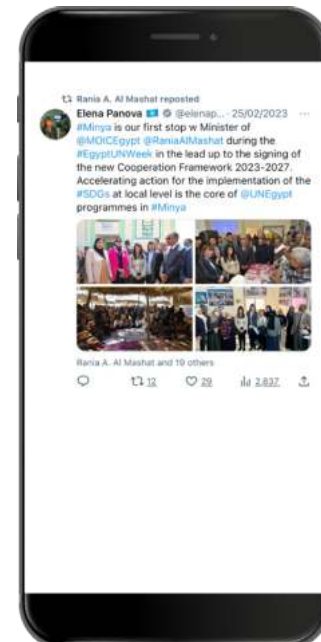 Rania A. Al Mashat reposted
Elena Panova @elenap... · 25/02/2023 ...
#Minya is our first stop w Minister of
@MOICEgypt @RaniaAlMashat during the
#EgyptUNWeek in the lead up to the signing of
the new Cooperation Framework 2023-2027.
Accelerating action for the implementation of the
#SDGs at local level is the core of @UNEgypt
programmes in #Minya
Rania A. Al Mashat and 19 others
12 29 2,837